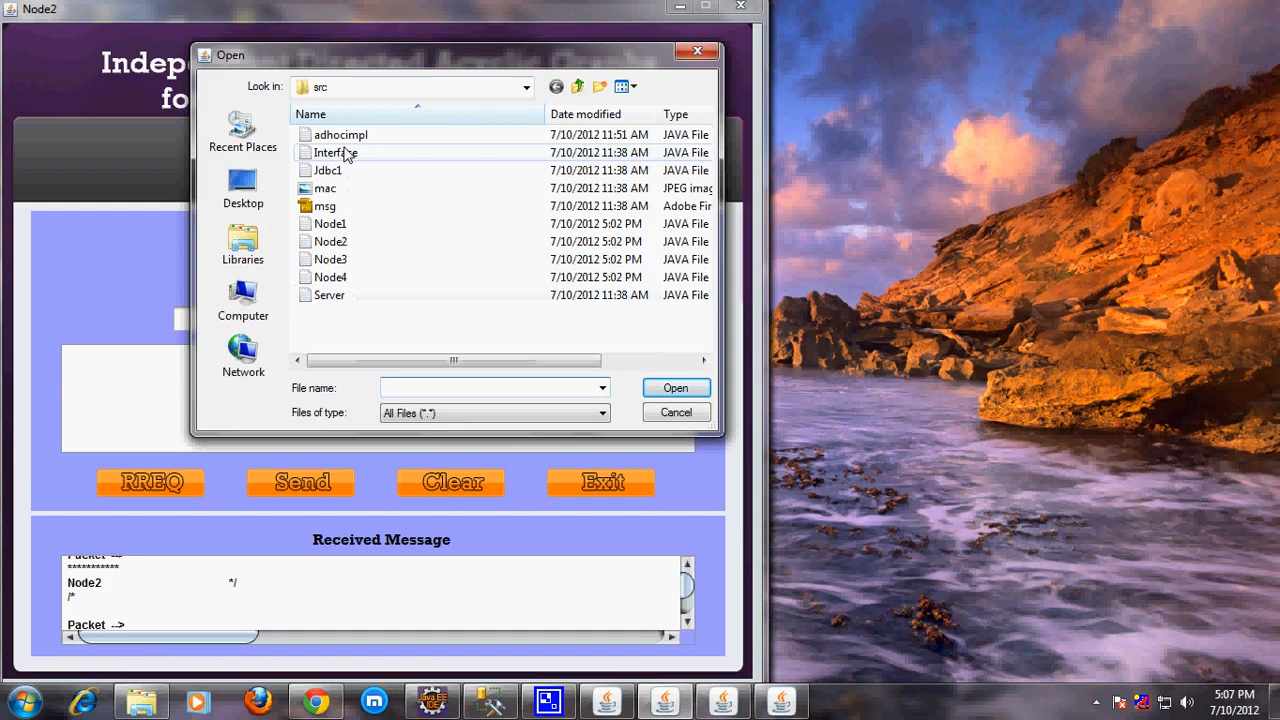 Node2
Indepe
fo
Open
Look in:
src
Name
Date modified
Type
Recent Places
Desktop
Libraries
Computer
Network
adhocimpl 7/10/2012 11:51 AM JAVA File
Interface 7/10/2012 11:38 AM JAVA File
Jdbc1 7/10/2012 11:38 AM JAVA File
mac 7/10/2012 11:38 AM JPEG imag
msg 7/10/2012 11:38 AM Adobe Fir
Node1 7/10/2012 5:02 PM JAVA File
Node2 7/10/2012 5:02 PM JAVA File
Node3 7/10/2012 5:02 PM JAVA File
Node4 7/10/2012 5:02 PM JAVA File
Server 7/10/2012 11:38 AM JAVA File
File name:
Open
Files of type:
All Files (*.*)
Cancel
RREQ
Send
Clear
Exit
Received Message
Packet -->
***********
Node2 */
/*
Packet -->
Java EE
IDE
5:07 PM
7/10/2012